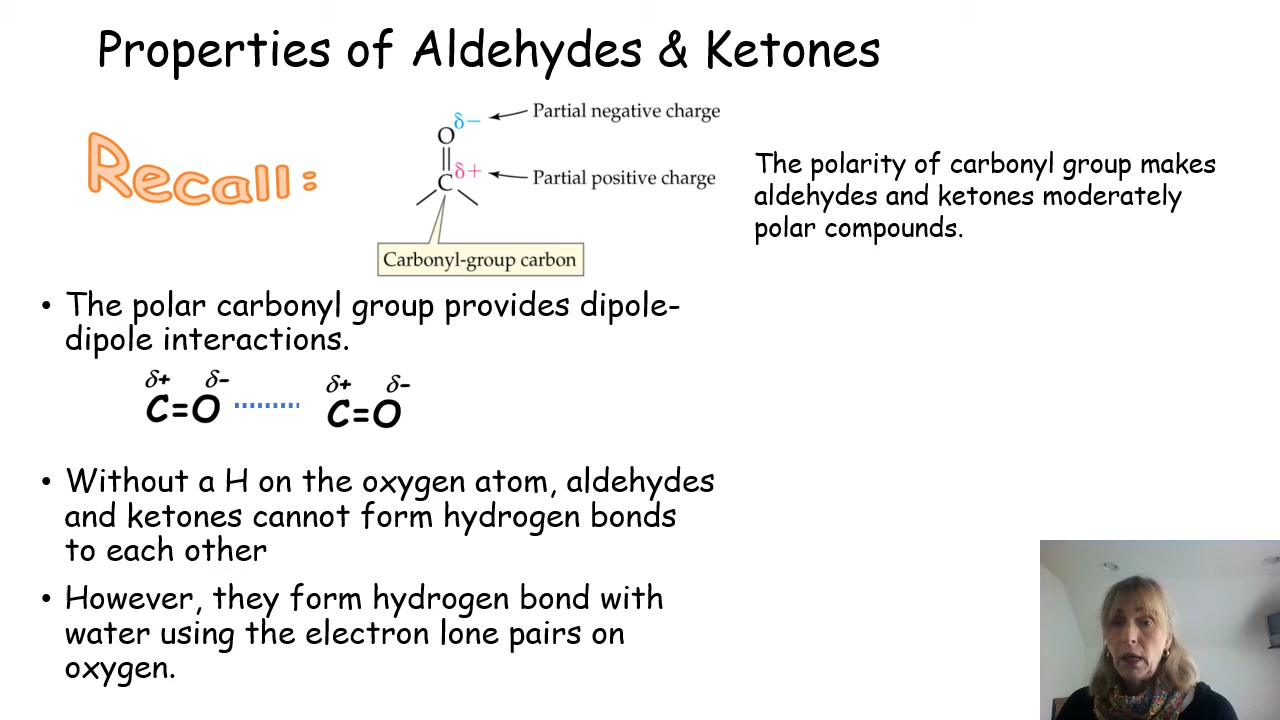 Properties of Aldehydes & Ketones
Recall:
δ−
Partial negative charge
O
δ+
Partial positive charge
C
Carbonyl-group carbon
The polarity of carbonyl group makes
aldehydes and ketones moderately
polar compounds.
• The polar carbonyl group provides dipole-
dipole interactions.
δ+ δ- δ+ δ-
C=O C=O
• Without a H on the oxygen atom, aldehydes
and ketones cannot form hydrogen bonds
to each other
• However, they form hydrogen bond with
water using the electron lone pairs on
oxygen.